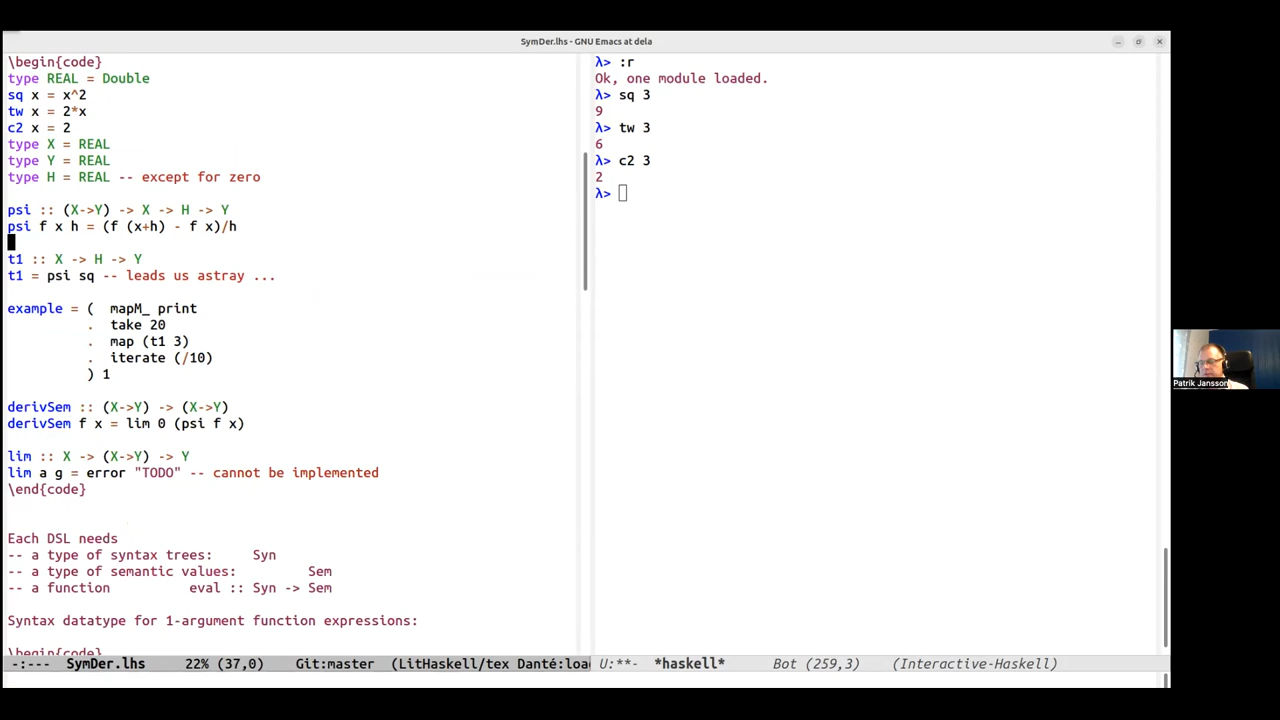 SymDer.lhs - GNU Emacs at dela
\begin{code}
type REAL = Double
sq x = x^2
tw x = 2*x
c2 x = 2
type X = REAL
type Y = REAL
type H = REAL -- except for zero
psi :: (X->Y) -> X -> H -> Y
psi f x h = (f (x+h) - f x)/h
t1 :: X -> H -> Y
t1 = psi sq -- leads us astray ...
example = (  mapM_ print
          .  take 20
          .  map (t1 3)
          .  iterate (/10)
          ) 1
derivSem :: (X->Y) -> (X->Y)
derivSem f x = lim 0 (psi f x)
lim :: X -> (X->Y) -> Y
lim a g = error "TODO" -- cannot be implemented
\end{code}
Each DSL needs
-- a type of syntax trees:     Syn
-- a type of semantic values:         Sem
-- a function          eval :: Syn -> Sem
Syntax datatype for 1-argument function expressions:
\begin{code}
-:---  SymDer.lhs     22% (37,0)     Git:master  (LitHaskell/tex Danté:loa
λ> :r
Ok, one module loaded.
λ> sq 3
9
λ> tw 3
6
λ> c2 3
2
λ>
U:**-  *haskell*      Bot (259,3)    (Interactive-Haskell)
Patrik Jansson